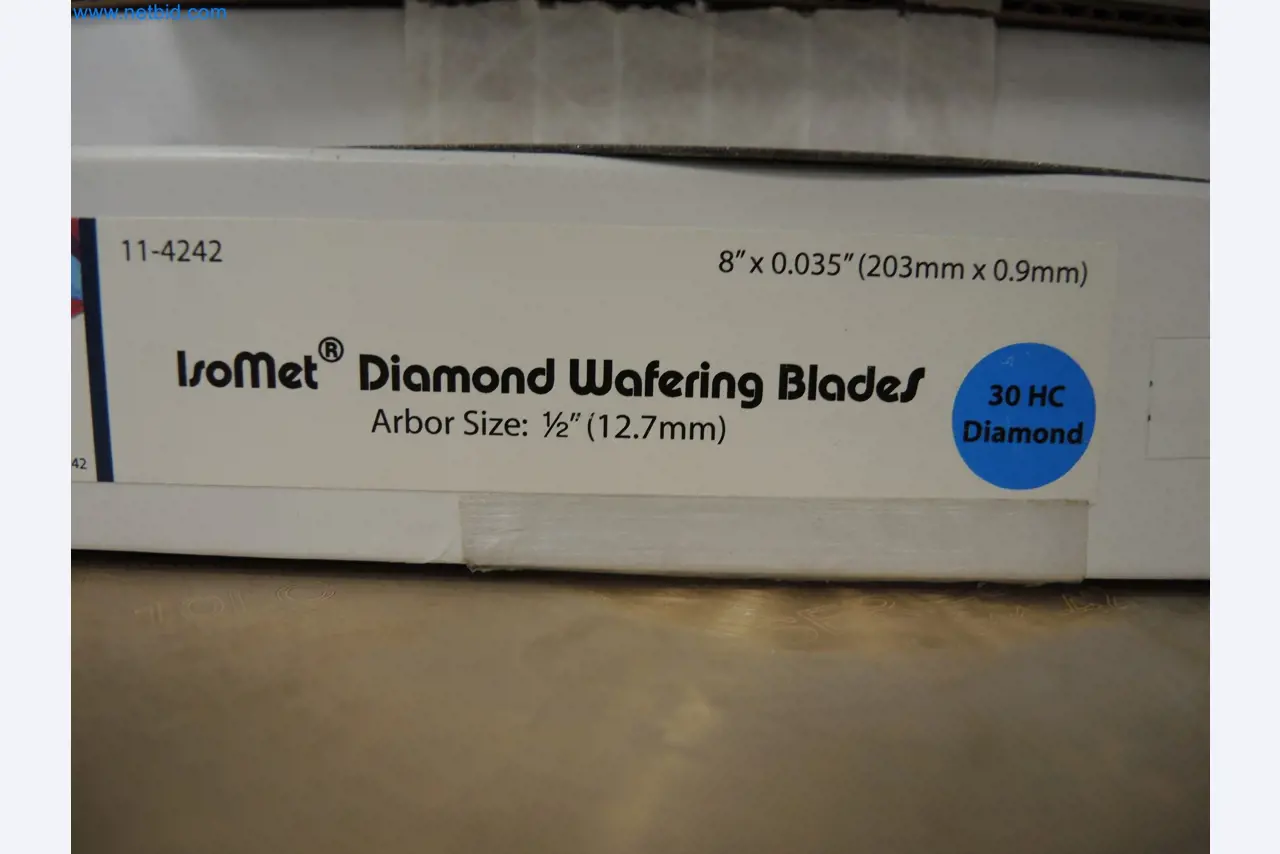 www.netbid.com
11-4242
8" x 0.035" (203mm x 0.9mm)
IsoMet® Diamond Wafering Blades
Arbor Size: ½" (12.7mm)
30 HC
Diamond
42